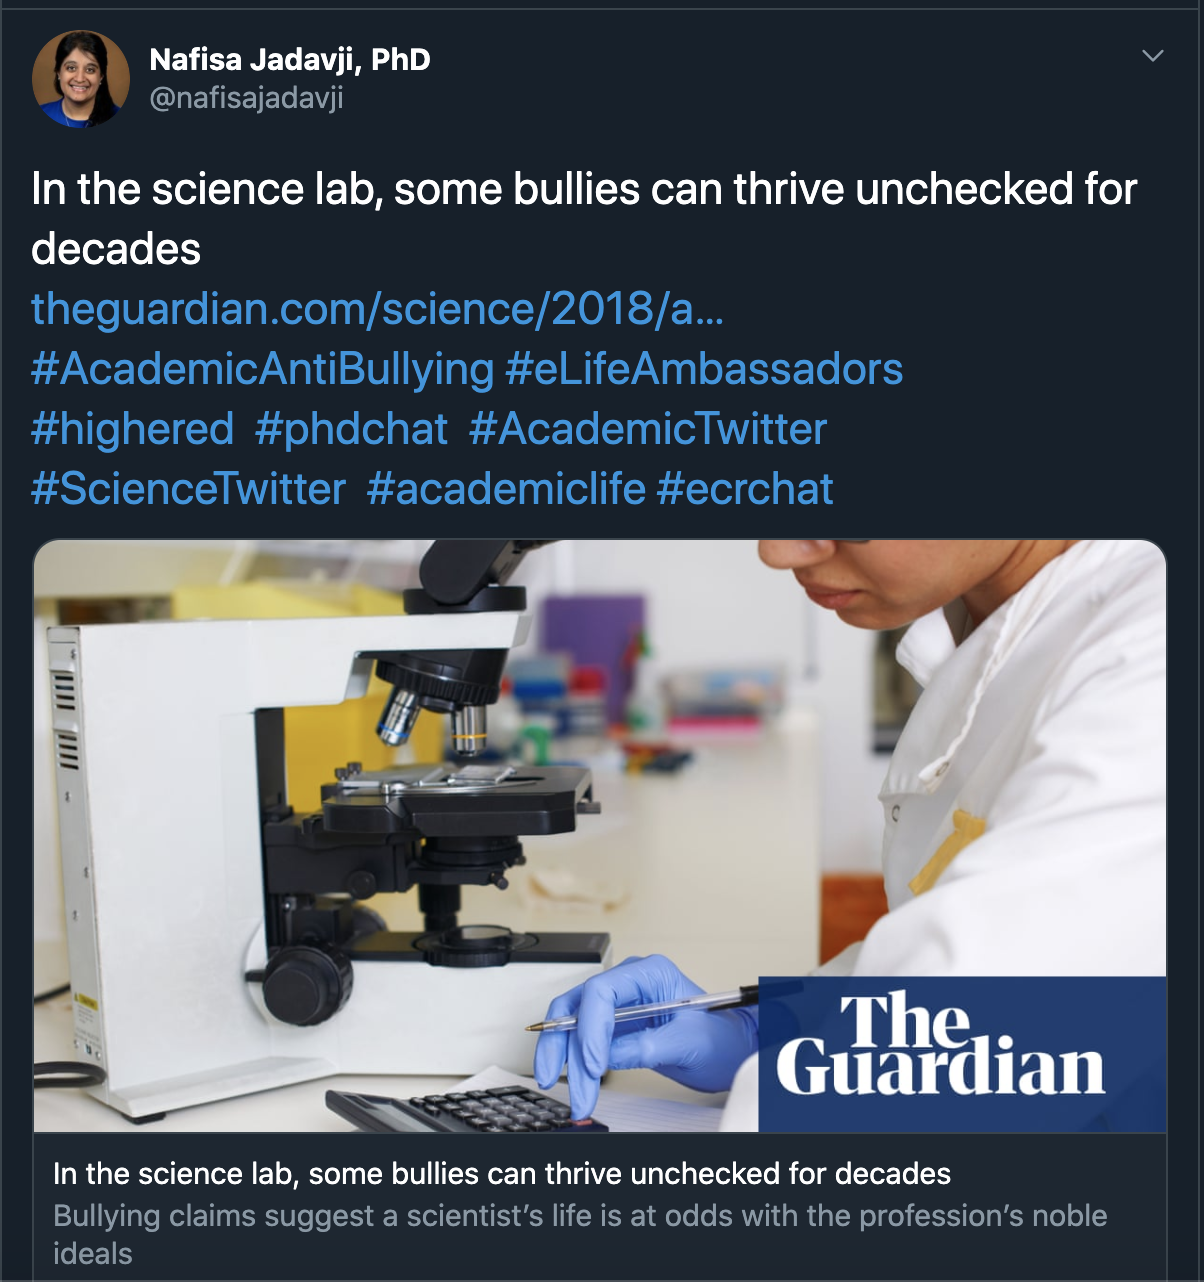 Nafisa Jadavji, PhD
@nafisajadavji
In the science lab, some bullies can thrive unchecked for
decades
theguardian.com/science/2018/a...
#AcademicAntiBullying #eLifeAmbassadors
#highered #phdchat #AcademicTwitter
#ScienceTwitter #academiclife #ecrchat
The
Guardian
In the science lab, some bullies can thrive unchecked for decades
Bullying claims suggest a scientist’s life is at odds with the profession’s noble
ideals